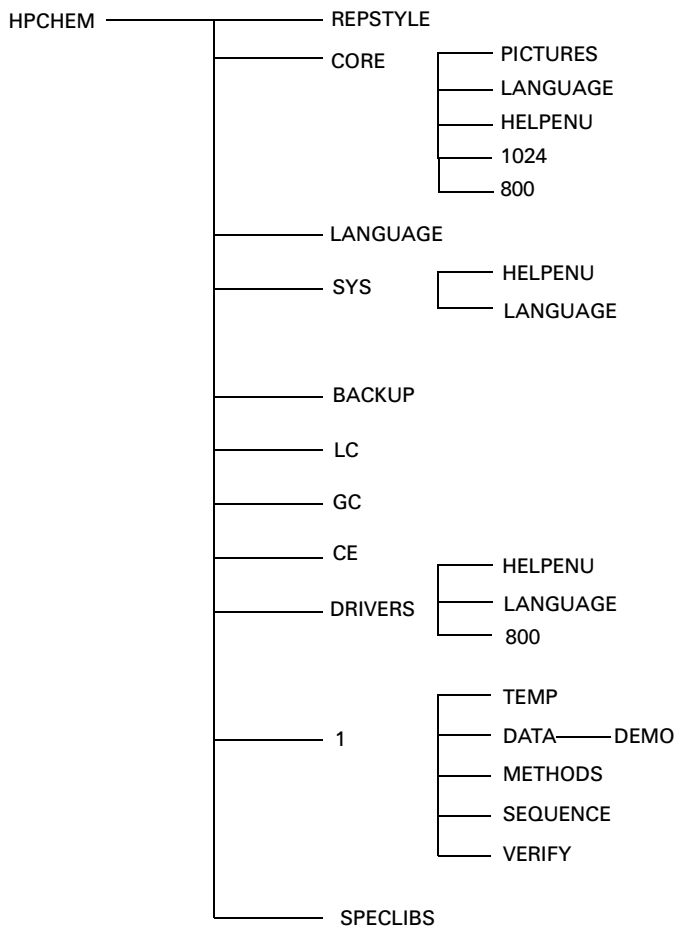 HPCHEM
REPSTYLE
CORE
PICTURES
LANGUAGE
HELPENU
1024
800
LANGUAGE
SYS
HELPENU
LANGUAGE
BACKUP
LC
GC
CE
DRIVERS
HELPENU
LANGUAGE
800
1
TEMP
DATA DEMO
METHODS
SEQUENCE
VERIFY
SPECLIBS